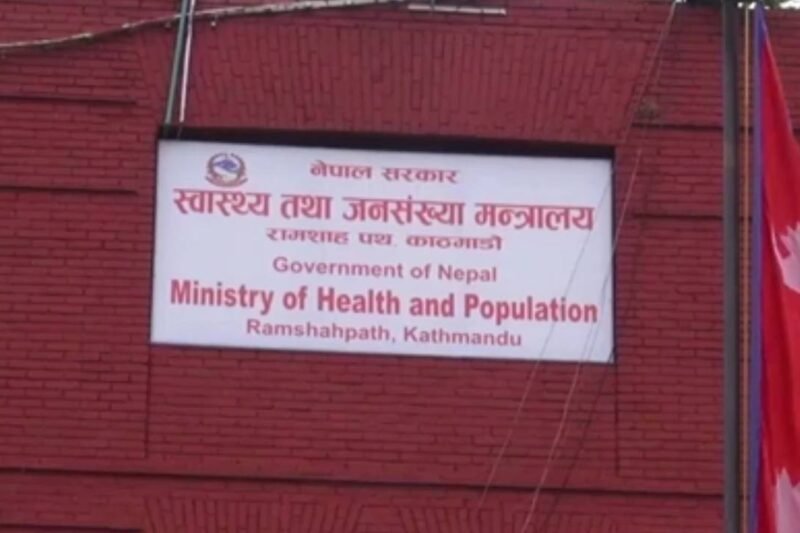 नेपाल सरकार
स्वास्थ्य तथा जनसंख्या मन्त्रालय
रामशाह पथ, काठमाडौं
Government of Nepal
Ministry of Health and Population
Ramshahpath, Kathmandu